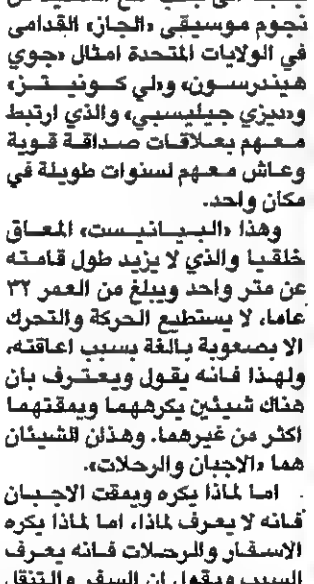 نجوم موسيقى «الجاز» القدامى
في الولايات المتحدة امثال «جوي
هيندرسون» و«لي كونيتز»
و«ديزي جيليسبي» والذي ارتبط
معهم بعلاقات صداقة قوية
وعاش معهم لسنوات طويلة في
مكان واحد.
وهذا «البيانيست» المعاق
خلقيا والذي لا يزيد طول قامته
عن متر واحد ويبلغ من العمر ٣٢
عاما، لا يستطيع الحركة والتحرك
الا بصعوبة بالغة بسبب اعاقته،
ولهذا فانه يقول ويعترف بان
هناك شيئين يكرههما ويمقتهما
اكثر من غيرهما. وهذان الشيئان
هما «الاجبان والرحلات».
اما لماذا يكره ويمقت الاجبان
فانه لا يعرف لماذا، اما لماذا يكره
الاسفار والرحلات فانه يعرف
السبب ويقول ان السفر والتنقل